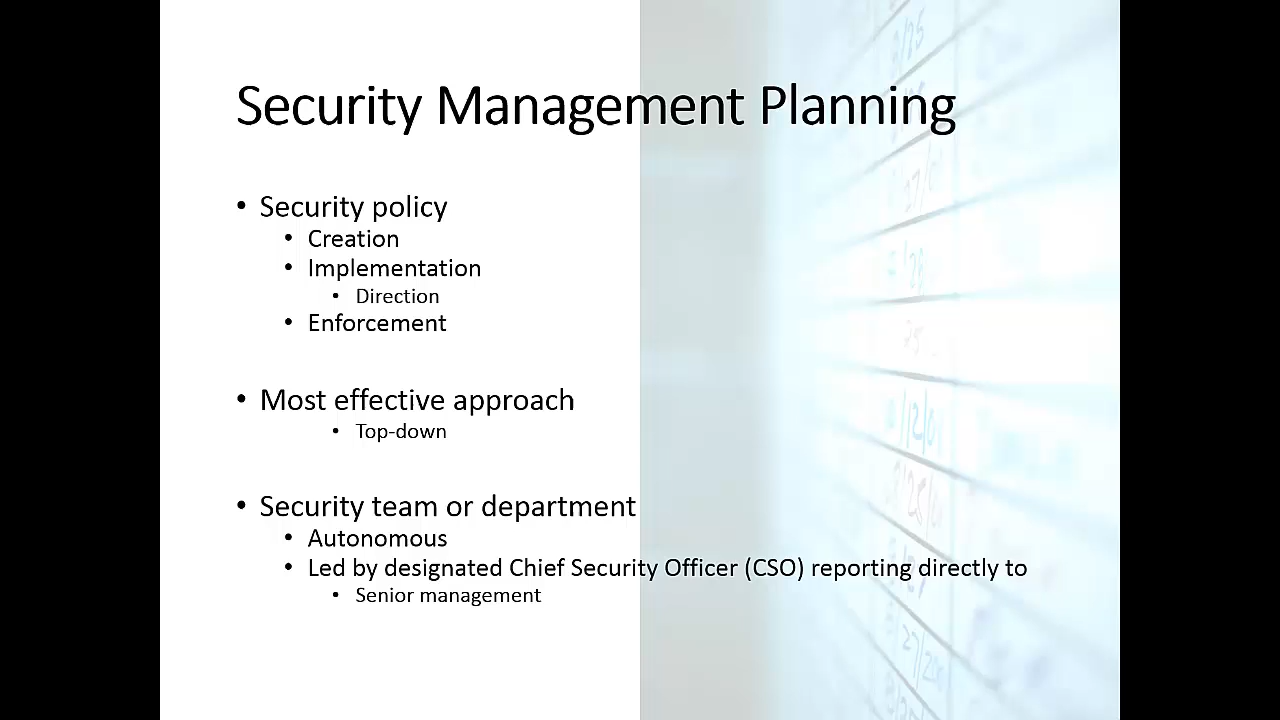 Security Management Planning
• Security policy
• Creation
• Implementation
• Direction
• Enforcement
• Most effective approach
• Top-down
• Security team or department
• Autonomous
• Led by designated Chief Security Officer (CSO) reporting directly to
• Senior management